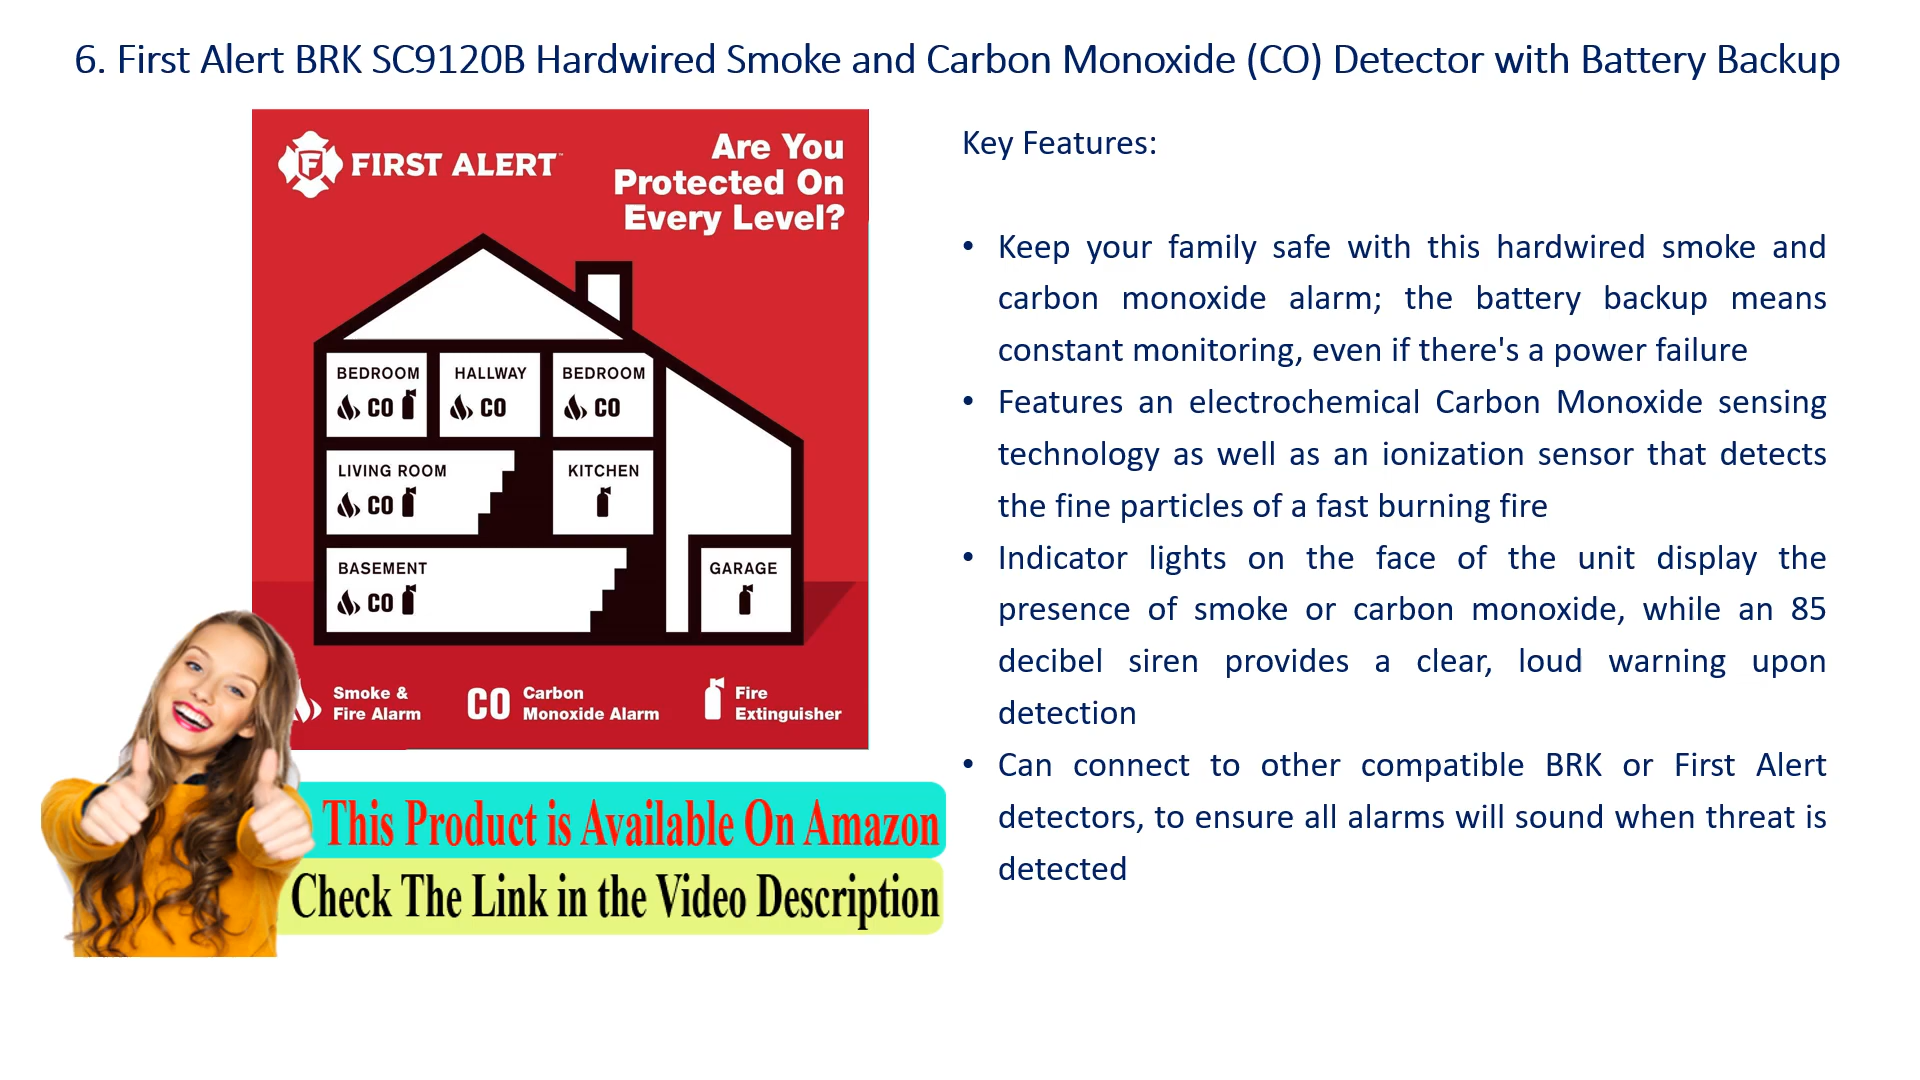 6. First Alert BRK SC9120B Hardwired Smoke and Carbon Monoxide (CO) Detector with Battery Backup
FIRST ALERT™
Are You
Protected On
Every Level?
BEDROOM
CO
HALLWAY
CO
BEDROOM
CO
LIVING ROOM
CO
KITCHEN
BASEMENT
CO
GARAGE
Smoke &
Fire Alarm
CO
Carbon
Monoxide Alarm
Fire
Extinguisher
This Product is Available On Amazon
Check The Link in the Video Description
Key Features:
• Keep your family safe with this hardwired smoke and
carbon monoxide alarm; the battery backup means
constant monitoring, even if there's a power failure
• Features an electrochemical Carbon Monoxide sensing
technology as well as an ionization sensor that detects
the fine particles of a fast burning fire
• Indicator lights on the face of the unit display the
presence of smoke or carbon monoxide, while an 85
decibel siren provides a clear, loud warning upon
detection
• Can connect to other compatible BRK or First Alert
detectors, to ensure all alarms will sound when threat is
detected